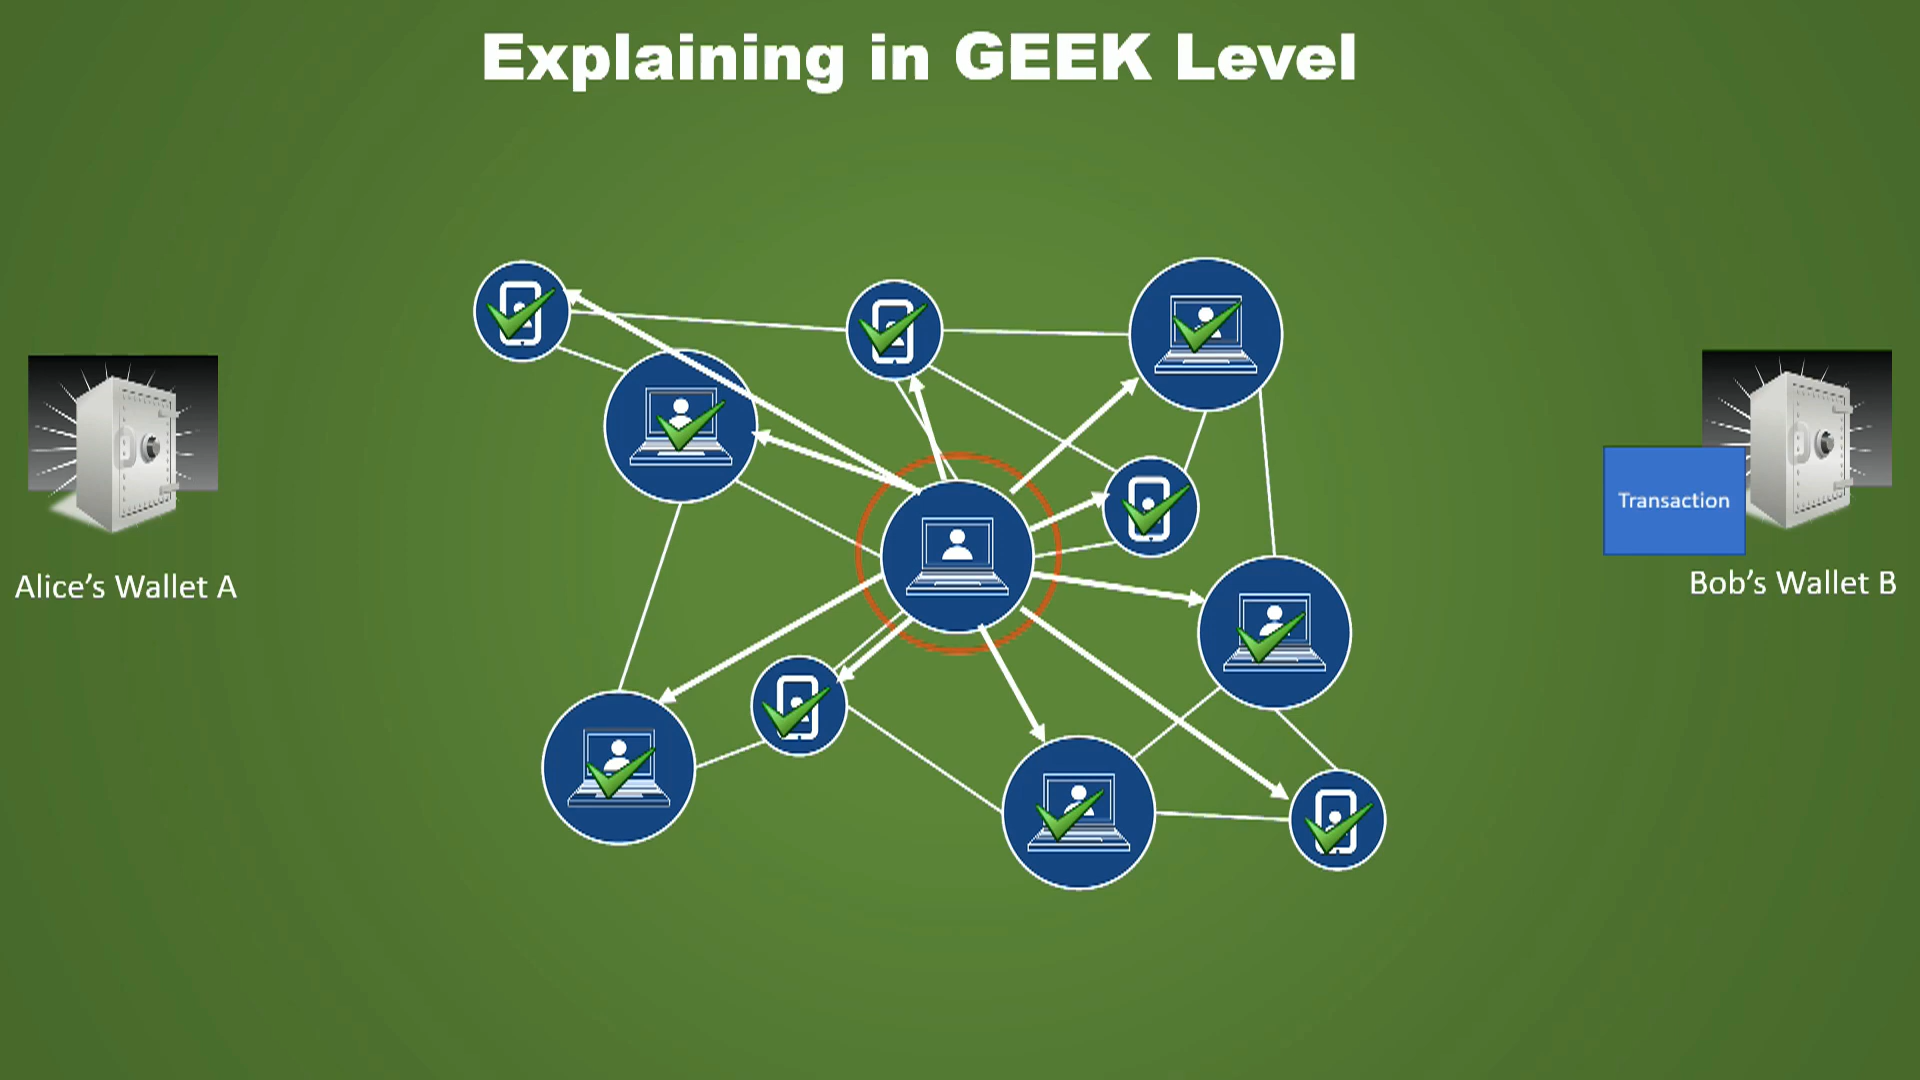 Explaining in GEEK Level
Transaction
Alice’s Wallet A
Bob’s Wallet B